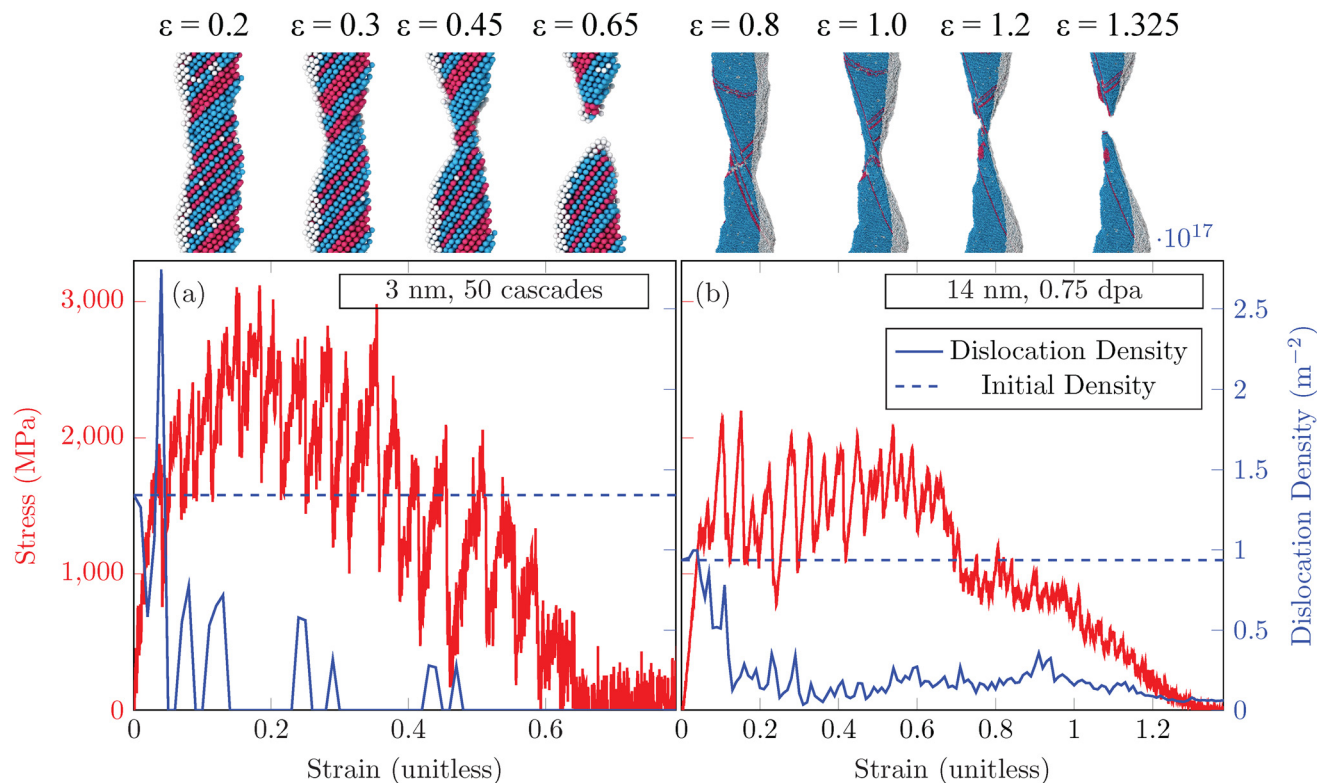 ε = 0.2 ε = 0.3 ε = 0.45 ε = 0.65 ε = 0.8 ε = 1.0 ε = 1.2 ε = 1.325
·10¹⁷
(a) 3 nm, 50 cascades
(b) 14 nm, 0.75 dpa
Dislocation Density
Initial Density
Stress (MPa)
3,000
2,000
1,000
0
Dislocation Density (m⁻²)
2.5
2
1.5
1
0.5
0
0 0.2 0.4 0.6
Strain (unitless)
0 0.2 0.4 0.6 0.8 1 1.2
Strain (unitless)